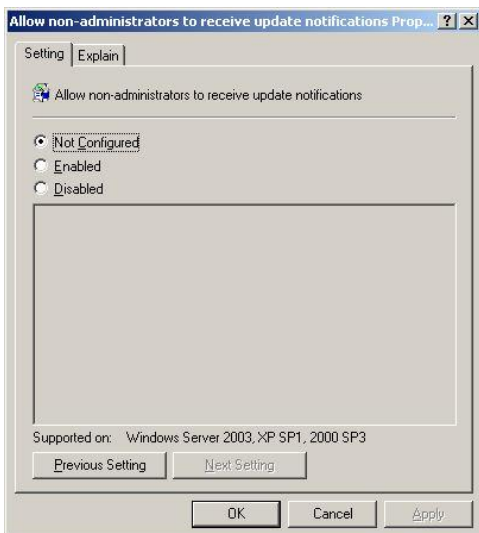 Allow non-administrators to receive update notifications Prop...
Setting
Explain
Allow non-administrators to receive update notifications
Not Configured
Enabled
Disabled
Supported on: Windows Server 2003, XP SP1, 2000 SP3
Previous Setting
Next Setting
OK
Cancel
Apply